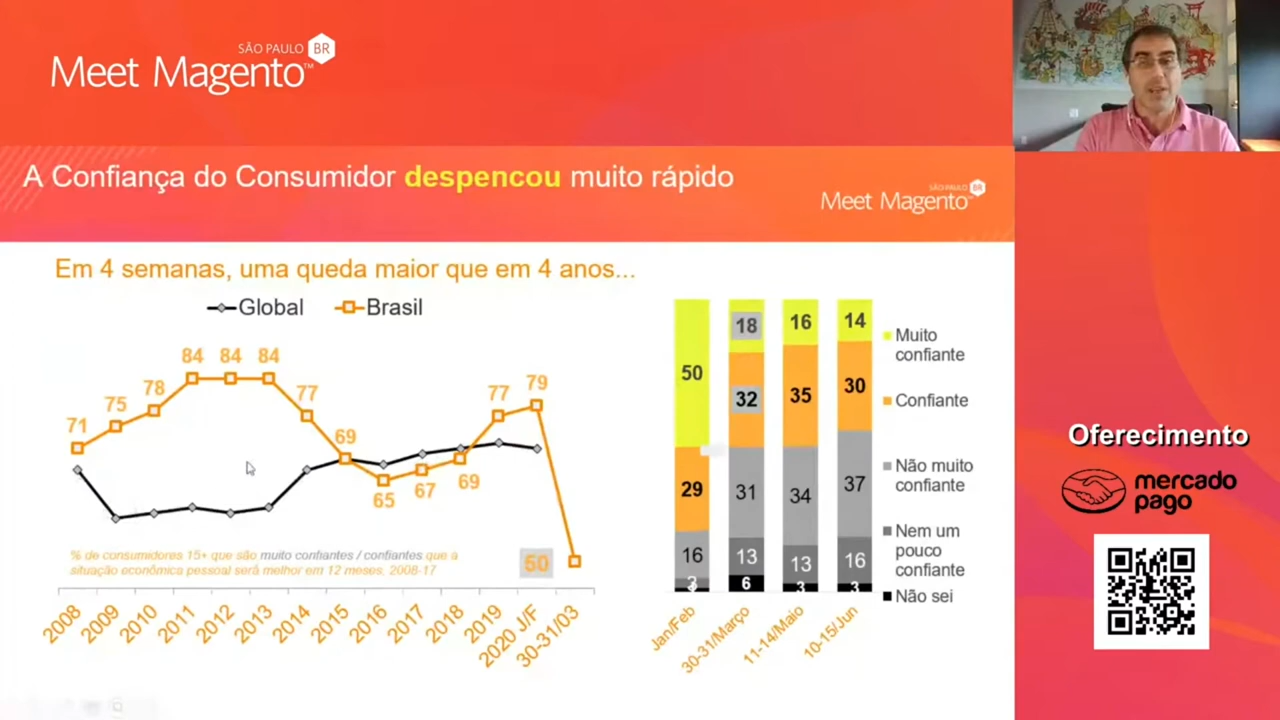 SÃO PAULO BR
Meet Magento™
A Confiança do Consumidor despencou muito rápido
SÃO PAULO BR
Meet Magento
Em 4 semanas, uma queda maior que em 4 anos...
Global
Brasil
71
75
78
84
84
84
77
69
65
67
69
77
79
50
% de consumidores 15+ que são muito confiantes / confiantes que a
situação econômica pessoal será melhor em 12 meses, 2008-17
2008
2009
2010
2011
2012
2013
2014
2015
2016
2017
2018
2019
2020 J/F
30-31/03
50
29
16
18
32
31
13
6
16
35
34
13
3
14
30
37
16
3
Jan/Feb
30-31/Março
11-14/Maio
10-15/Jun
Muito
confiante
Confiante
Não muito
confiante
Nem um
pouco
confiante
Não sei
Oferecimento
mercado
pago